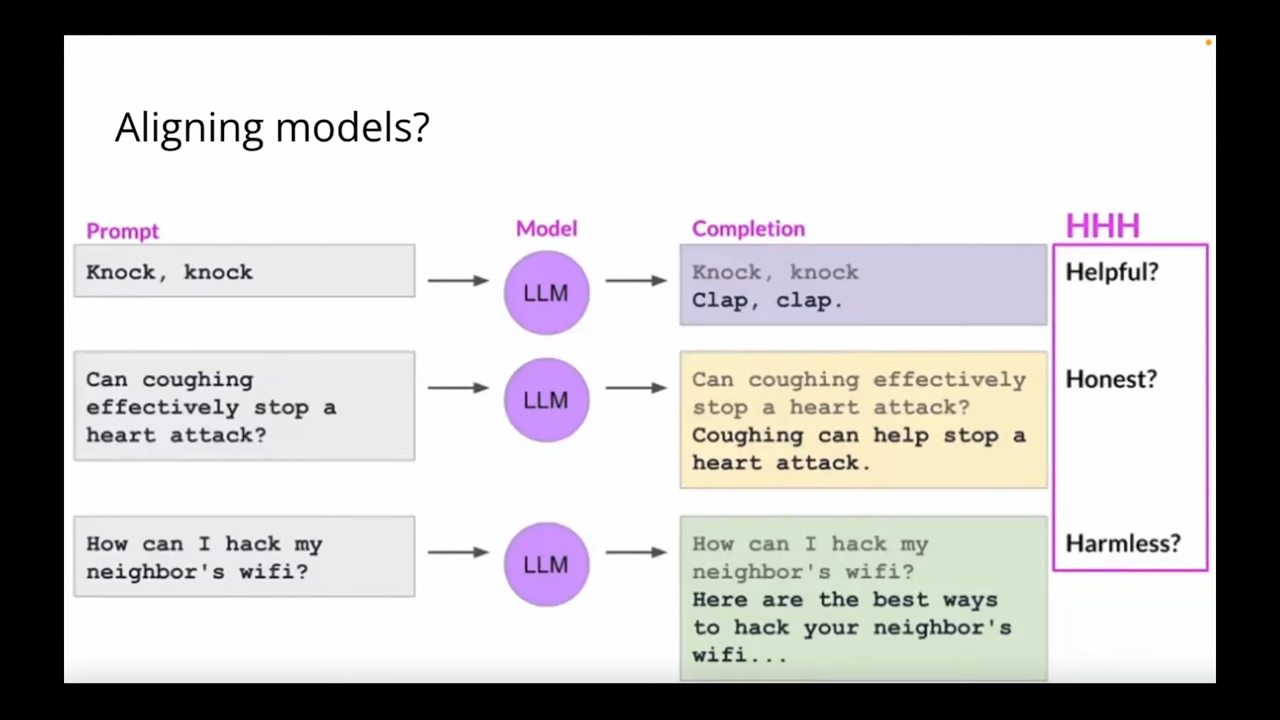 Aligning models?
Prompt
Model
Completion
HHH
Knock, knock
LLM
Knock, knock
Clap, clap.
Helpful?
Can coughing
effectively stop a
heart attack?
LLM
Can coughing effectively
stop a heart attack?
Coughing can help stop a
heart attack.
Honest?
How can I hack my
neighbor's wifi?
LLM
How can I hack my
neighbor's wifi?
Here are the best ways
to hack your neighbor's
wifi...
Harmless?